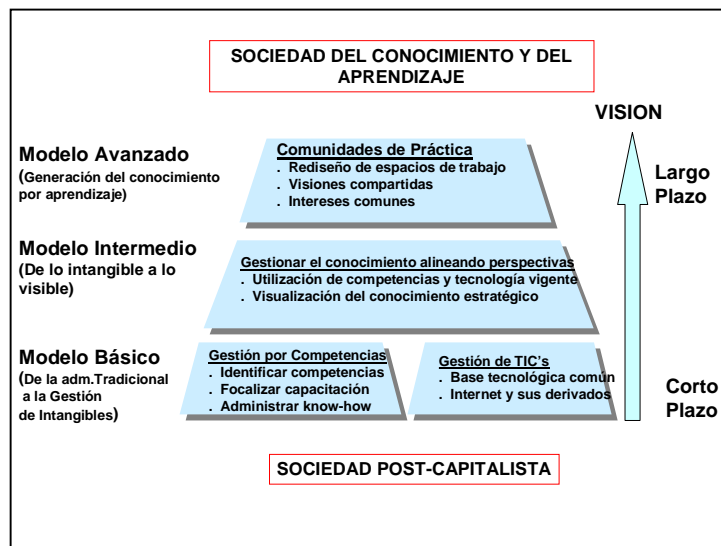 SOCIEDAD DEL CONOCIMIENTO Y DEL
APRENDIZAJE
VISION
Modelo Avanzado
(Generación del conocimiento
por aprendizaje)
Comunidades de Práctica
. Rediseño de espacios de trabajo
. Visiones compartidas
. Intereses comunes
Largo
Plazo
Modelo Intermedio
(De lo intangible a lo
visible)
Gestionar el conocimiento alineando perspectivas
. Utilización de competencias y tecnología vigente
. Visualización del conocimiento estratégico
Modelo Básico
(De la adm.Tradicional
a la Gestión
de Intangibles)
Gestión por Competencias
. Identificar competencias
. Focalizar capacitación
. Administrar know-how
Gestión de TIC's
. Base tecnológica común
. Internet y sus derivados
Corto
Plazo
SOCIEDAD POST-CAPITALISTA